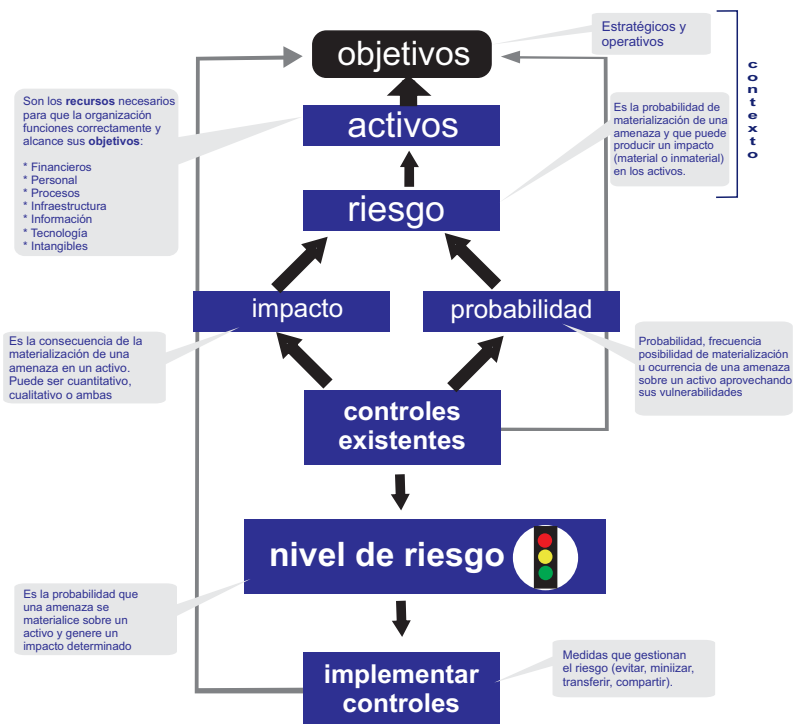 objetivos
Estratégicos y
operativos
contexto
Son los recursos necesarios
para que la organización
funciones correctamente y
alcance sus objetivos:
* Financieros
* Personal
* Procesos
* Infraestructura
* Información
* Tecnología
* Intangibles
activos
Es la probabilidad de
materialización de una
amenaza y que puede
producir un impacto
(material o inmaterial)
en los activos.
riesgo
impacto
probabilidad
Es la consecuencia de la
materialización de una
amenaza en un activo.
Puede ser cuantitativo,
cualitativo o ambas
Probabilidad, frecuencia
posibilidad de materialización
u ocurrencia de una amenaza
sobre un activo aprovechando
sus vulnerabilidades
controles
existentes
nivel de riesgo
Es la probabilidad que
una amenaza se
materialice sobre un
activo y genere un
impacto determinado
implementar
controles
Medidas que gestionan
el riesgo (evitar, miniizar,
transferir, compartir).